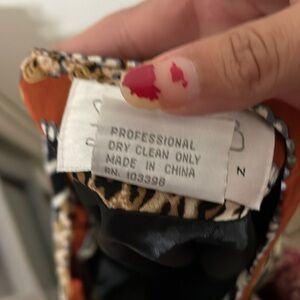 PROFESSIONAL
DRY CLEAN ONLY
MADE IN CHINA
RN. 103398
Z